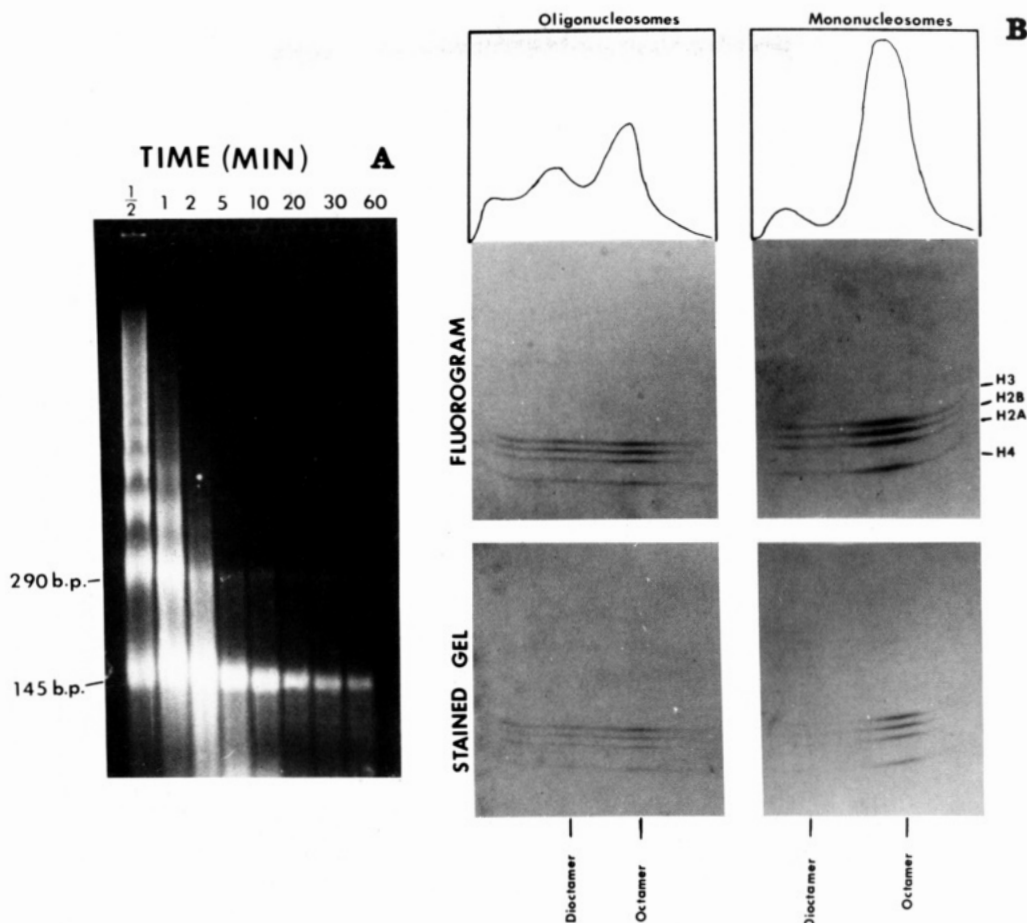 TIME (MIN)
A
1/2 1 2 5 10 20 30 60
290 b.p.
145 b.p.
Oligonucleosomes
Mononucleosomes
B
FLUOROGRAM
H3
H2B
H2A
H4
STAINED GEL
Dioctamer
Octamer
Dioctamer
Octamer